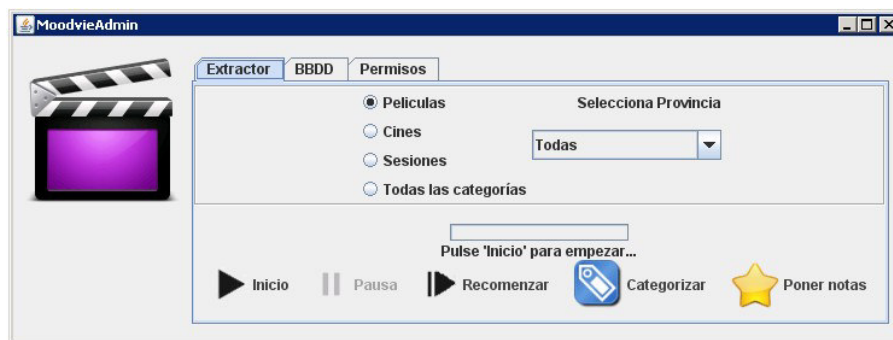 MoodvieAdmin
Extractor BBDD Permisos
Peliculas
Selecciona Provincia
Cines
Todas
Sesiones
Todas las categorías
Pulse 'Inicio' para empezar...
Inicio Pausa Recomenzar Categorizar Poner notas